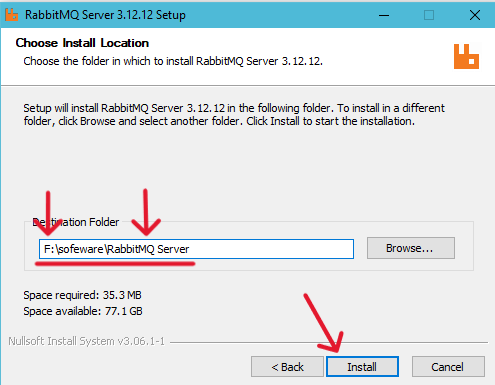 RabbitMQ Server 3.12.12 Setup
Choose Install Location
Choose the folder in which to install RabbitMQ Server 3.12.12.
Setup will install RabbitMQ Server 3.12.12 in the following folder. To install in a different
folder, click Browse and select another folder. Click Install to start the installation.
Destination Folder
F:\sofeware\RabbitMQ Server
Browse...
Space required: 35.3 MB
Space available: 77.1 GB
Nullsoft Install System v3.06.1-1
< Back
Install
Cancel